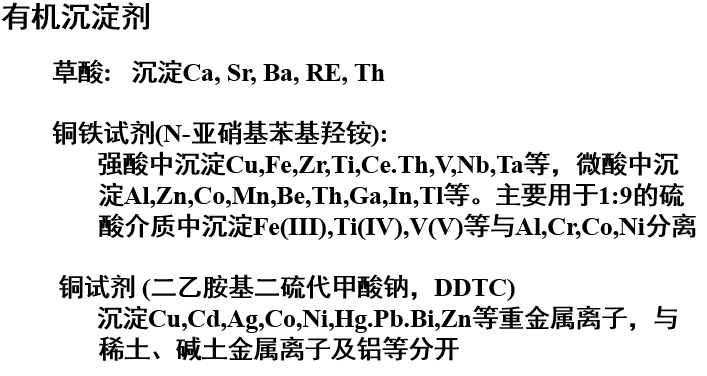 有机沉淀剂
草酸: 沉淀Ca, Sr, Ba, RE, Th
铜铁试剂(N-亚硝基苯基羟铵):
强酸中沉淀Cu,Fe,Zr,Ti,Ce.Th,V,Nb,Ta等，微酸中沉
淀Al,Zn,Co,Mn,Be,Th,Ga,In,Tl等。主要用于1:9的硫
酸介质中沉淀Fe(III),Ti(IV),V(V)等与Al,Cr,Co,Ni分离
铜试剂 (二乙胺基二硫代甲酸钠，DDTC)
沉淀Cu,Cd,Ag,Co,Ni,Hg.Pb.Bi,Zn等重金属离子，与
稀土、碱土金属离子及铝等分开